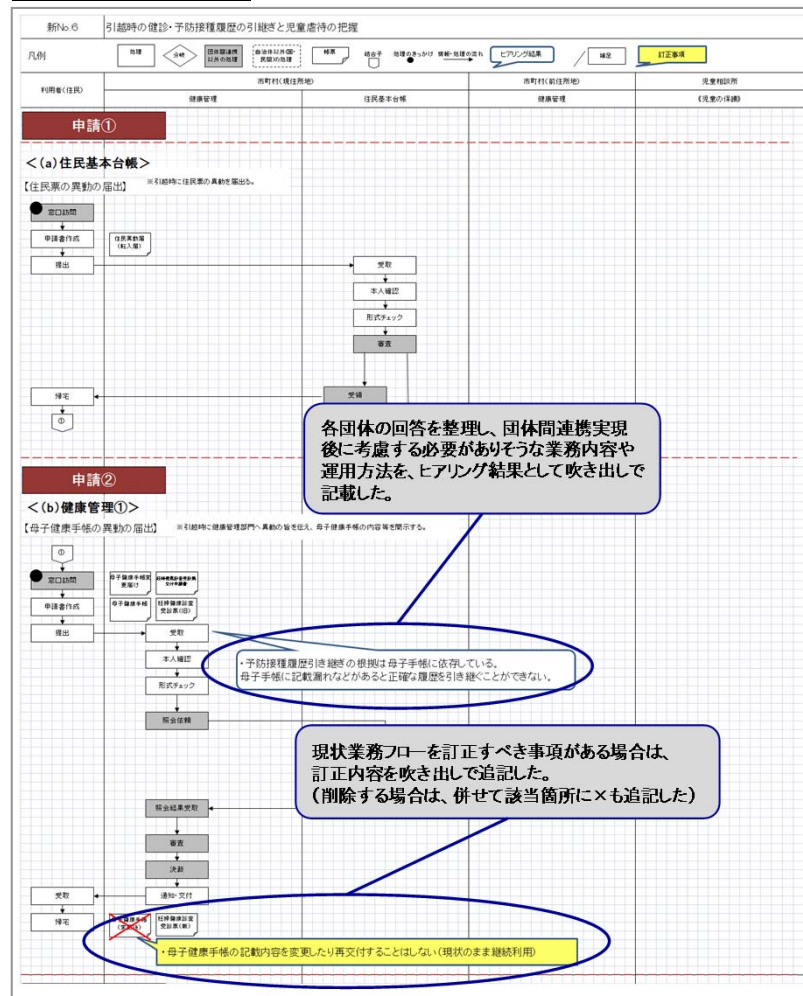 新No.6 引越時の健診・予防接種履歴の引継ぎと児童虐待の把握
凡例
処理
分岐
団体間連携
以外の処理
自治体以外(国・
民間)の処理
帳票
結合子
処理のきっかけ
情報・処理の流れ
ヒアリング結果
補足
訂正事項
利用者(住民)
市町村(現住所地)
市町村(前住所地)
児童相談所
健康管理
住民基本台帳
健康管理
《児童の保護》
申請①
＜(a)住民基本台帳＞
【住民票の異動の届出】 ※引越時に住民票の異動を届出る。
窓口訪問
申請書作成
住民異動届
(転入届)
提出
受取
本人確認
形式チェック
審査
帰宅
受領
①
各団体の回答を整理し、団体間連携実現
後に考慮する必要がありそうな業務内容や
運用方法を、ヒアリング結果として吹き出しで
記載した。
申請②
＜(b)健康管理①＞
【母子健康手帳の異動の届出】 ※引越時に健康管理部門へ異動の旨を伝え、母子健康手帳の内容等を開示する。
①
窓口訪問
母子健康手帳変
更届け
申請書作成
母子健康手帳
妊婦健康診査
受診票(旧)
提出
受取
本人確認
形式チェック
・予防接種履歴引き継ぎの根拠は母子手帳に依存している。
母子手帳に記載漏れなどがあると正確な履歴を引き継ぐことができない。
照会依頼
現状業務フローを訂正すべき事項がある場合は、
訂正内容を吹き出しで追記した。
(削除する場合は、併せて該当箇所に×も追記した)
照会結果受取
審査
決裁
受取
通知・交付
帰宅
妊婦健康診査
受診票(新)
・母子健康手帳の記載内容を変更したり再交付することはしない(現状のまま継続利用)